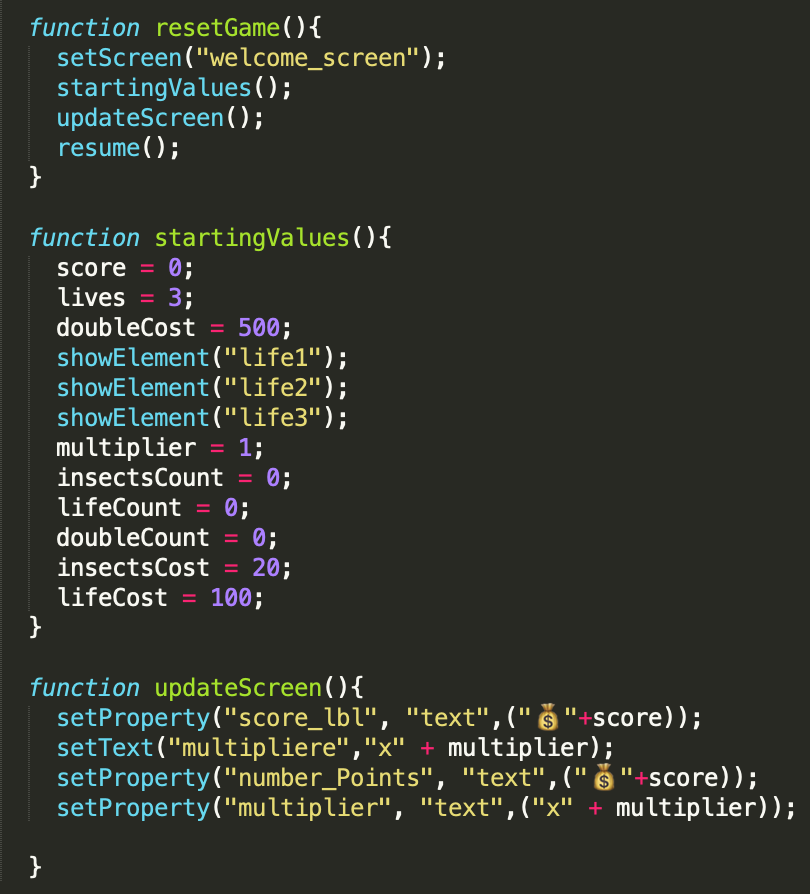 function resetGame(){
  setScreen("welcome_screen");
  startingValues();
  updateScreen();
  resume();
}

function startingValues(){
  score = 0;
  lives = 3;
  doubleCost = 500;
  showElement("life1");
  showElement("life2");
  showElement("life3");
  multiplier = 1;
  insectsCount = 0;
  lifeCount = 0;
  doubleCount = 0;
  insectsCost = 20;
  lifeCost = 100;
}

function updateScreen(){
  setProperty("score_lbl", "text",("💰"+score));
  setText("multipliere","x" + multiplier);
  setProperty("number_Points", "text",("💰"+score));
  setProperty("multiplier", "text",("x" + multiplier));

}